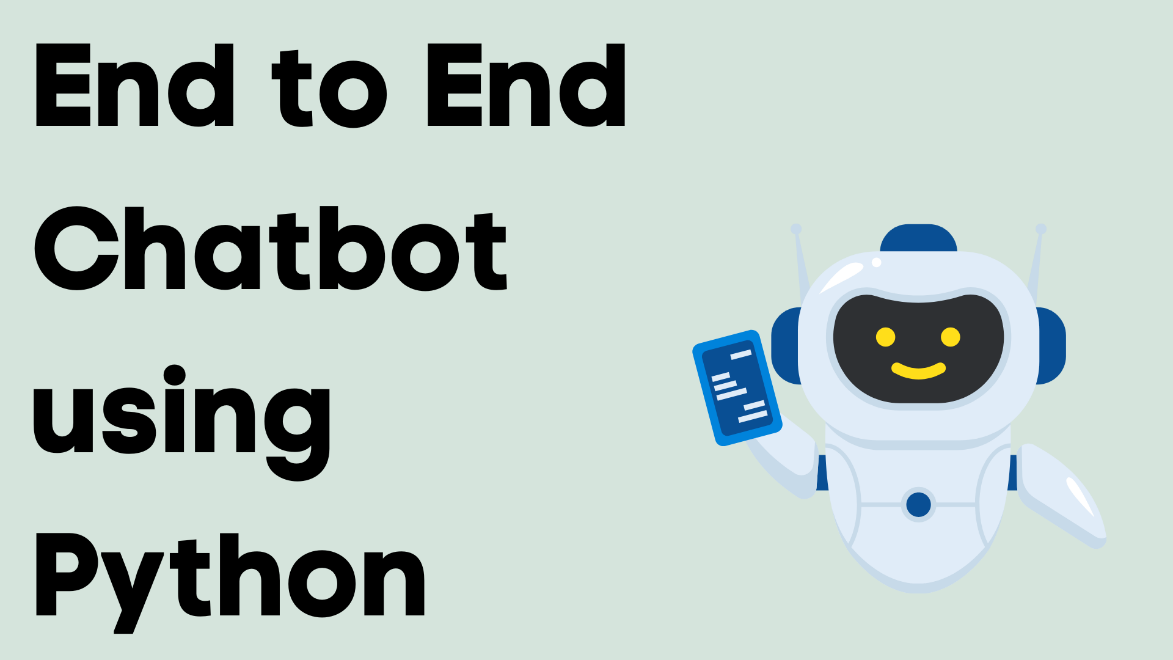 End to End
Chatbot
using
Python